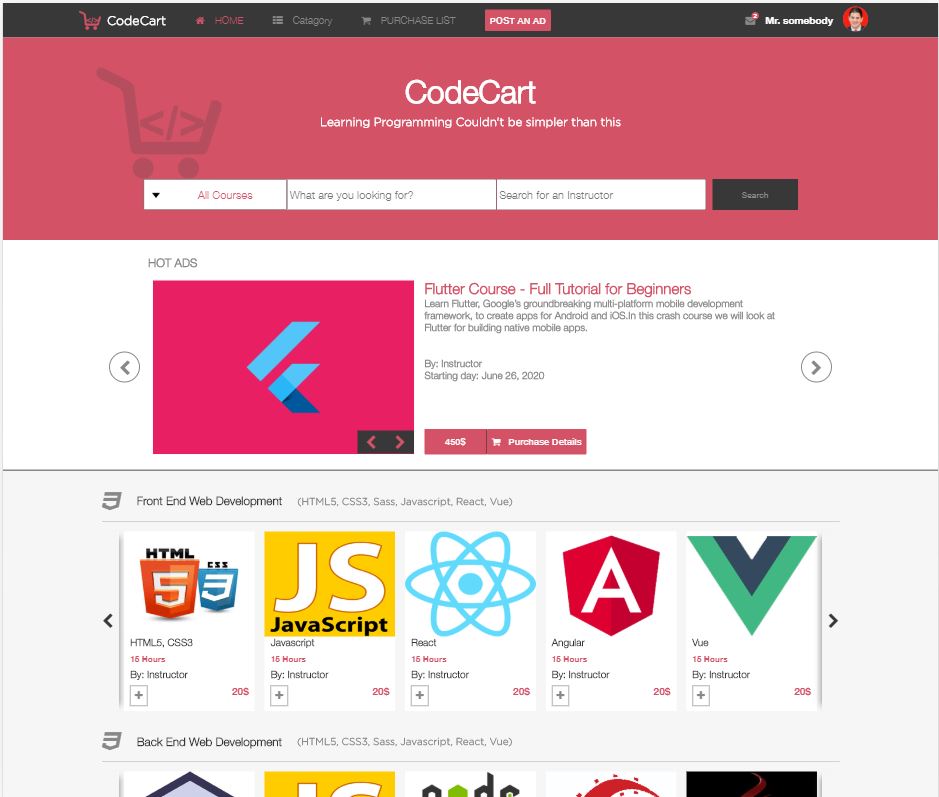 CodeCart HOME Catagory PURCHASE LIST POST AN AD 2 Mr. somebody
CodeCart
Learning Programming Couldn't be simpler than this
All Courses What are you looking for? Search for an Instructor Search
HOT ADS
Flutter Course - Full Tutorial for Beginners
Learn Flutter, Google's groundbreaking multi-platform mobile development
framework, to create apps for Android and iOS.In this crash course we will look at
Flutter for building native mobile apps.
By: Instructor
Starting day: June 26, 2020
450$ Purchase Details
Front End Web Development (HTML5, CSS3, Sass, Javascript, React, Vue)
HTML 5 CSS 3
JS
JavaScript
A
HTML5, CSS3 Javascript React Angular Vue
15 Hours 15 Hours 15 Hours 15 Hours 15 Hours
By: Instructor By: Instructor By: Instructor By: Instructor By: Instructor
+ 20$ + 20$ + 20$ + 20$ + 20$
Back End Web Development (HTML5, CSS3, Sass, Javascript, React, Vue)
JS node